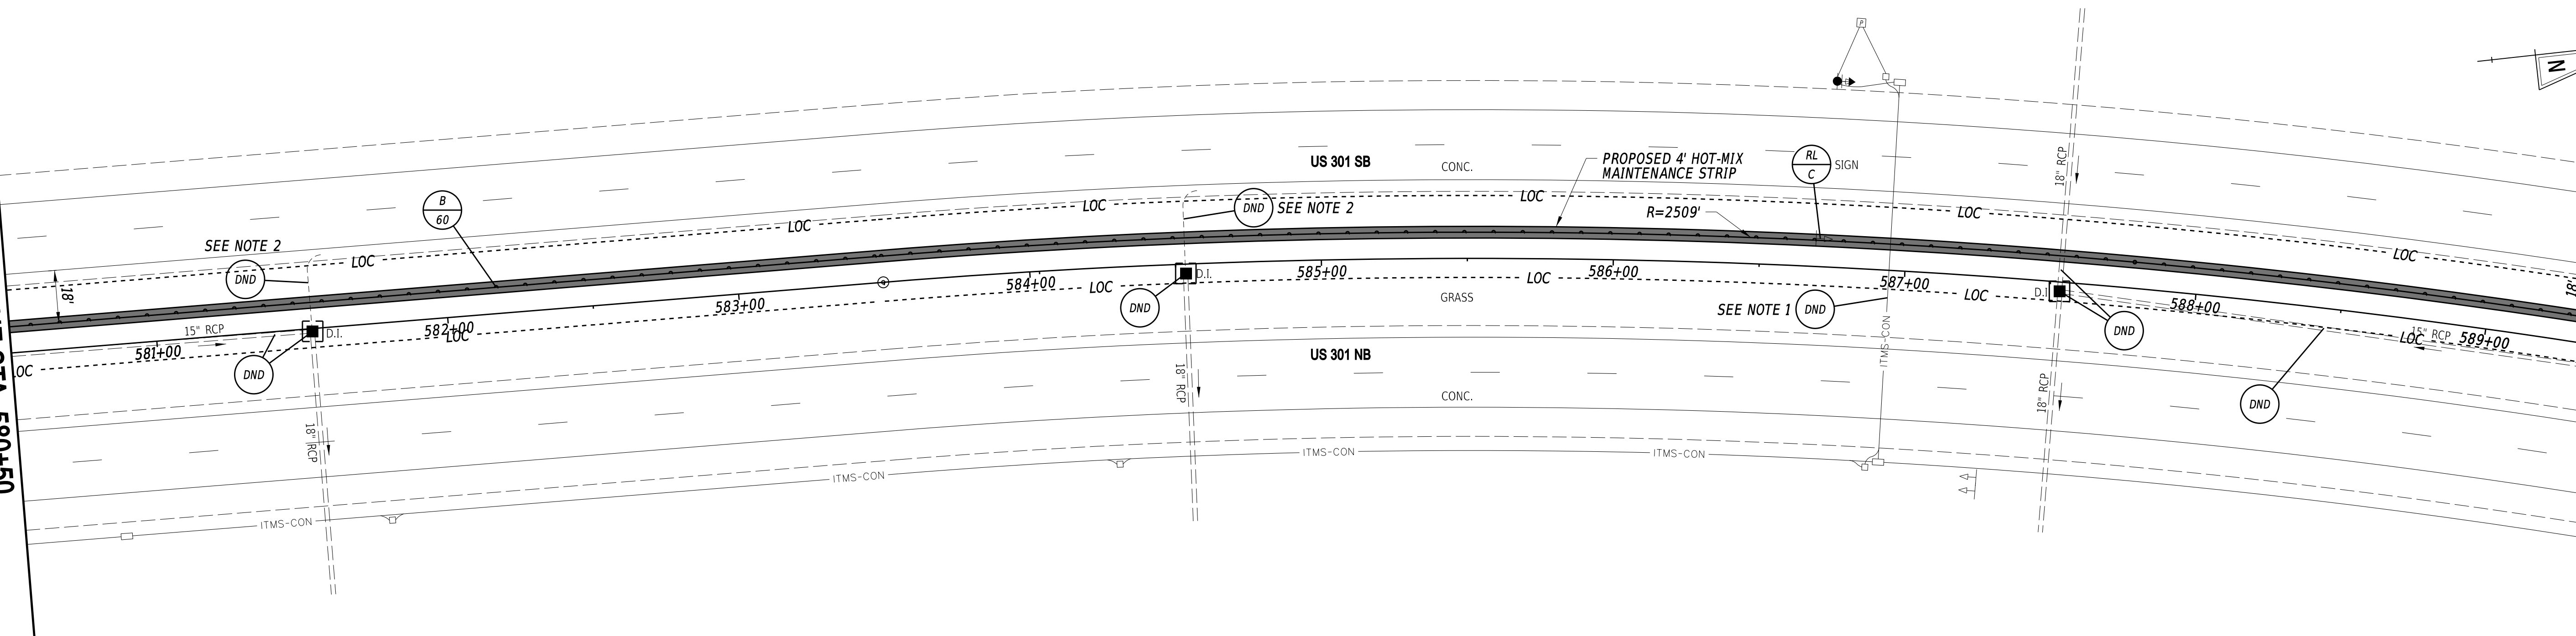 P
N
US 301 SB
CONC.
PROPOSED 4' HOT-MIX
MAINTENANCE STRIP
RL
C
SIGN
18" RCP
B
60
LOC
LOC
LOC
LOC
LOC
DND
SEE NOTE 2
R=2509'
SEE NOTE 2
LOC
DND
18'
18'
D.I.
DND
584+00
LOC
585+00
586+00
LOC
587+00
LOC
D.I
588+00
583+00
GRASS
SEE NOTE 1
DND
DND
15" RCP
582+00
D.I.
LOC
581+00
LOC
589+00
15" RCP
LOC
DND
US 301 NB
ITMS-CON
18" RCP
18" RCP
CONC.
DND
580+50
18" RCP
ITMS-CON
ITMS-CON
ITMS-CON
ITMS-CON